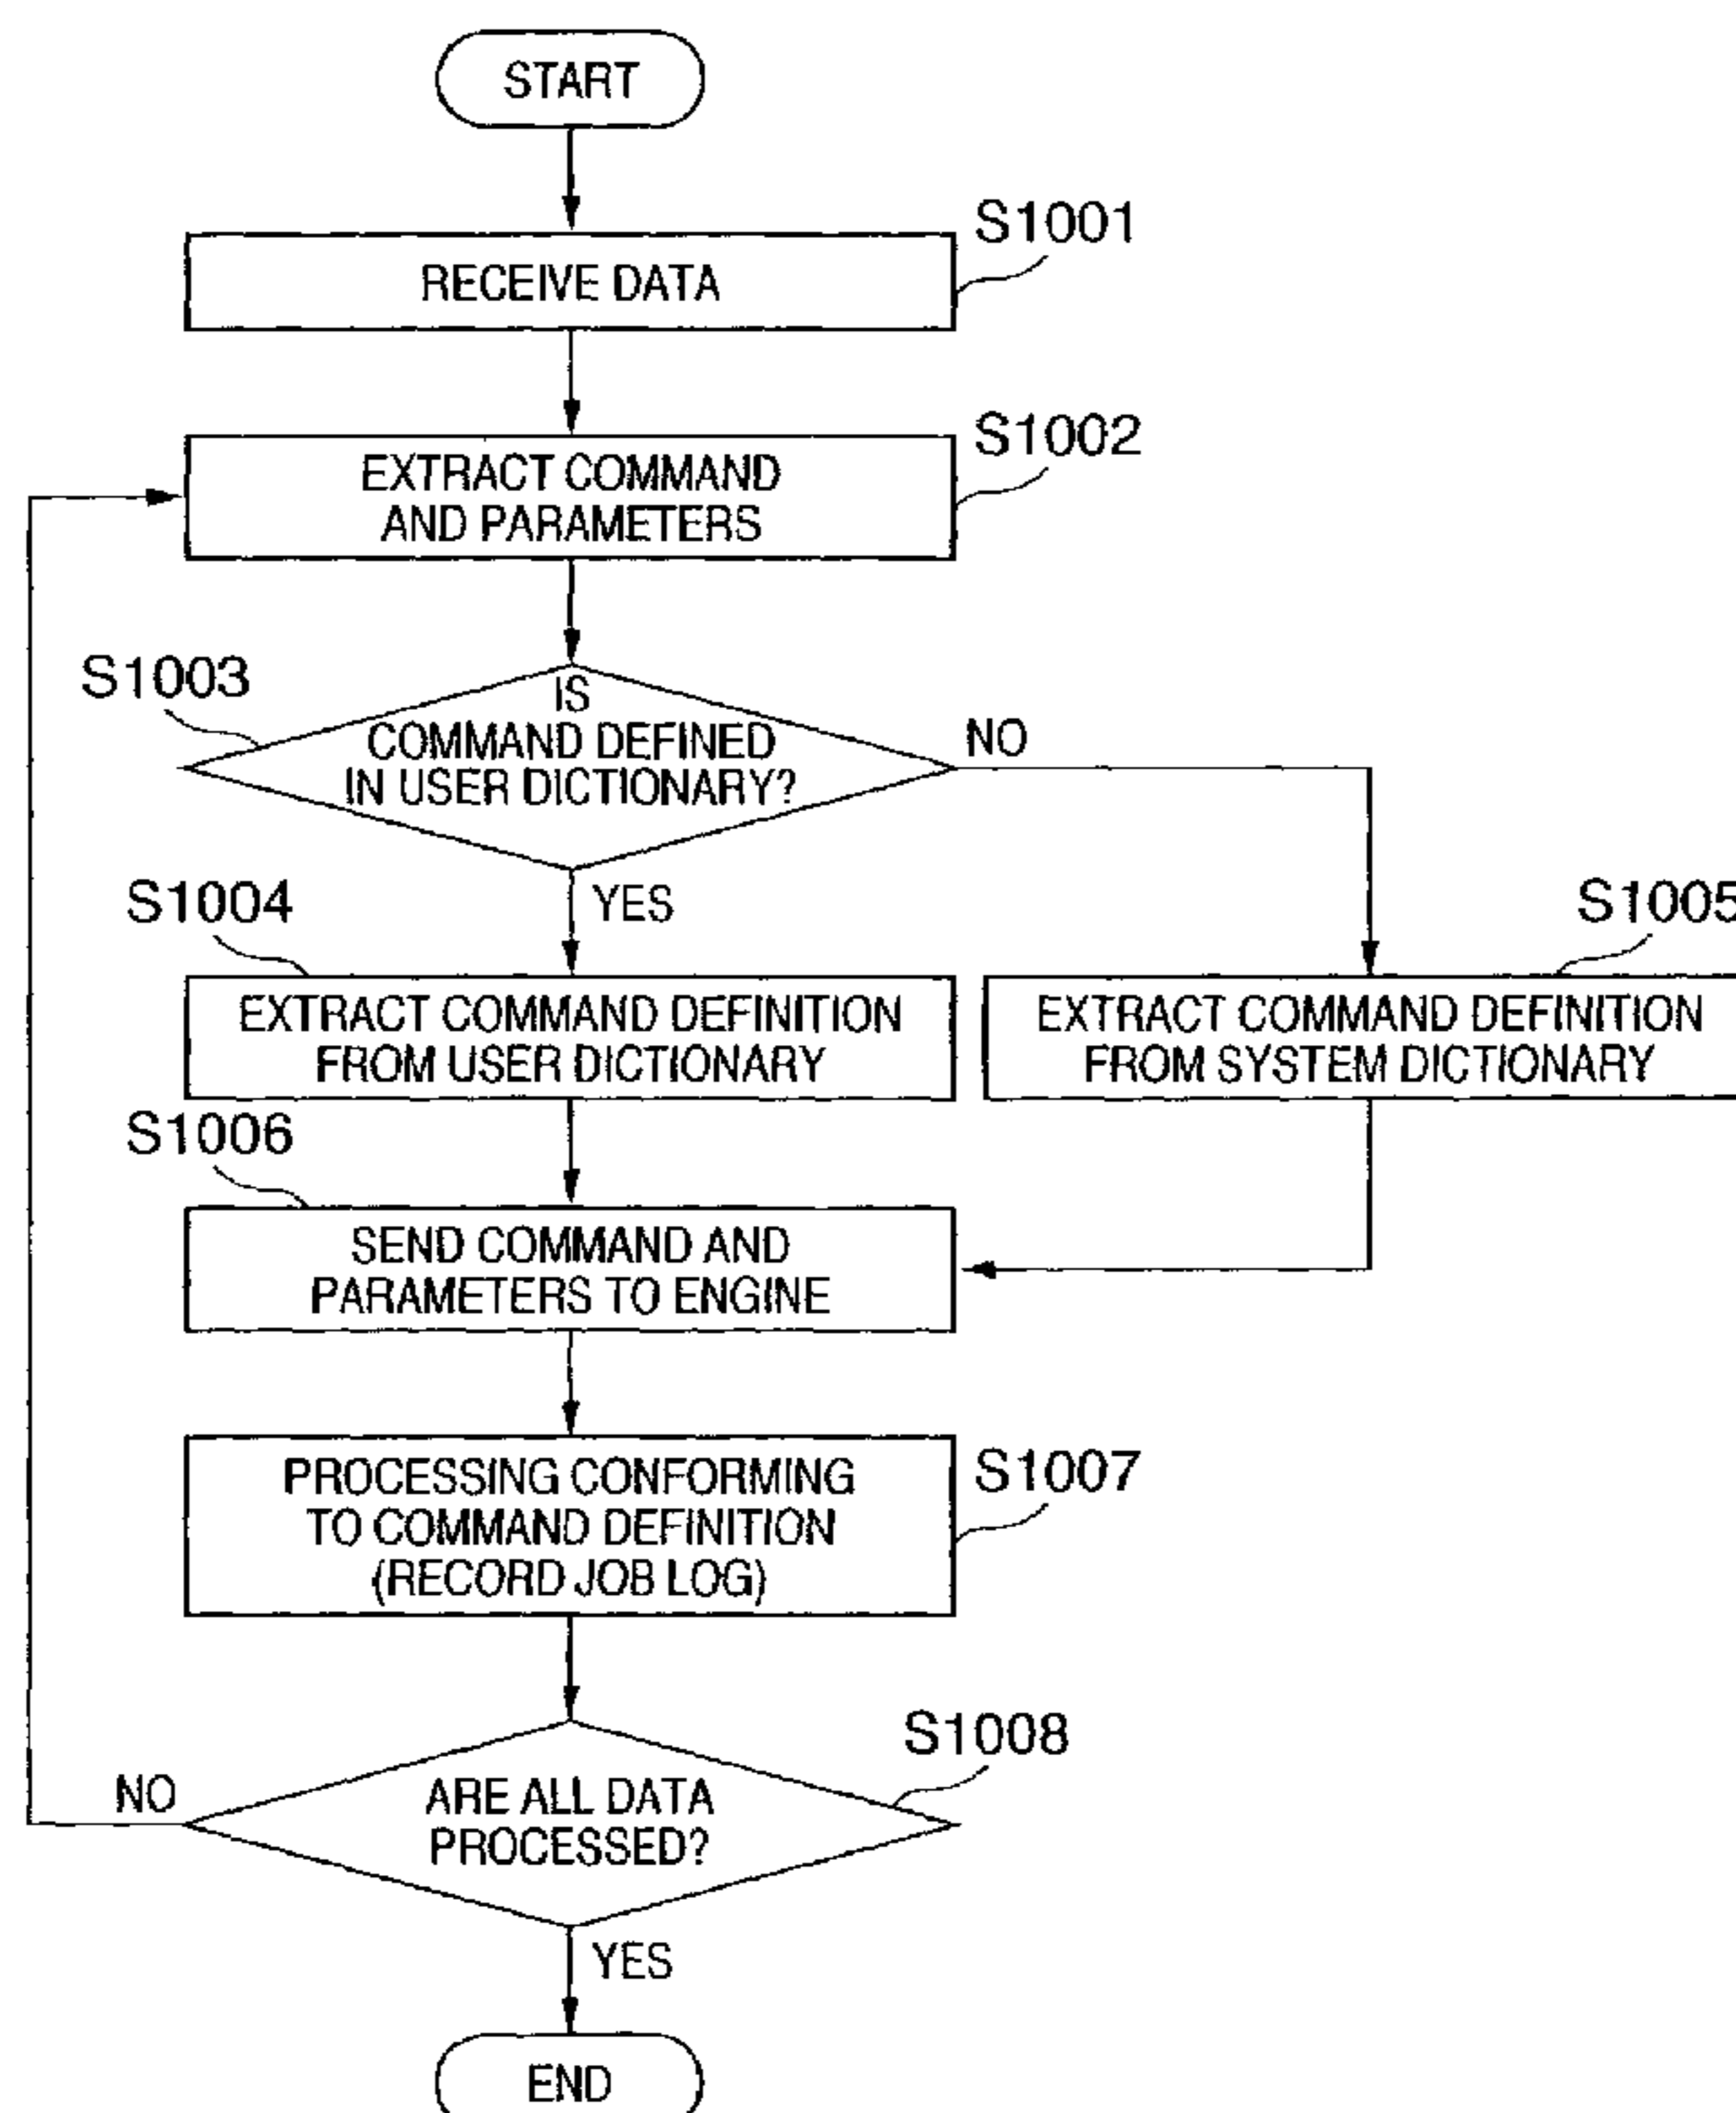 START
S1001
RECEIVE DATA
S1002
EXTRACT COMMAND
AND PARAMETERS
S1003
IS
COMMAND DEFINED
IN USER DICTIONARY?
NO
YES
S1004
S1005
EXTRACT COMMAND DEFINITION
FROM USER DICTIONARY
EXTRACT COMMAND DEFINITION
FROM SYSTEM DICTIONARY
S1006
SEND COMMAND AND
PARAMETERS TO ENGINE
PROCESSING CONFORMING
TO COMMAND DEFINITION
(RECORD JOB LOG)
S1007
S1008
ARE ALL DATA
PROCESSED?
NO
YES
END